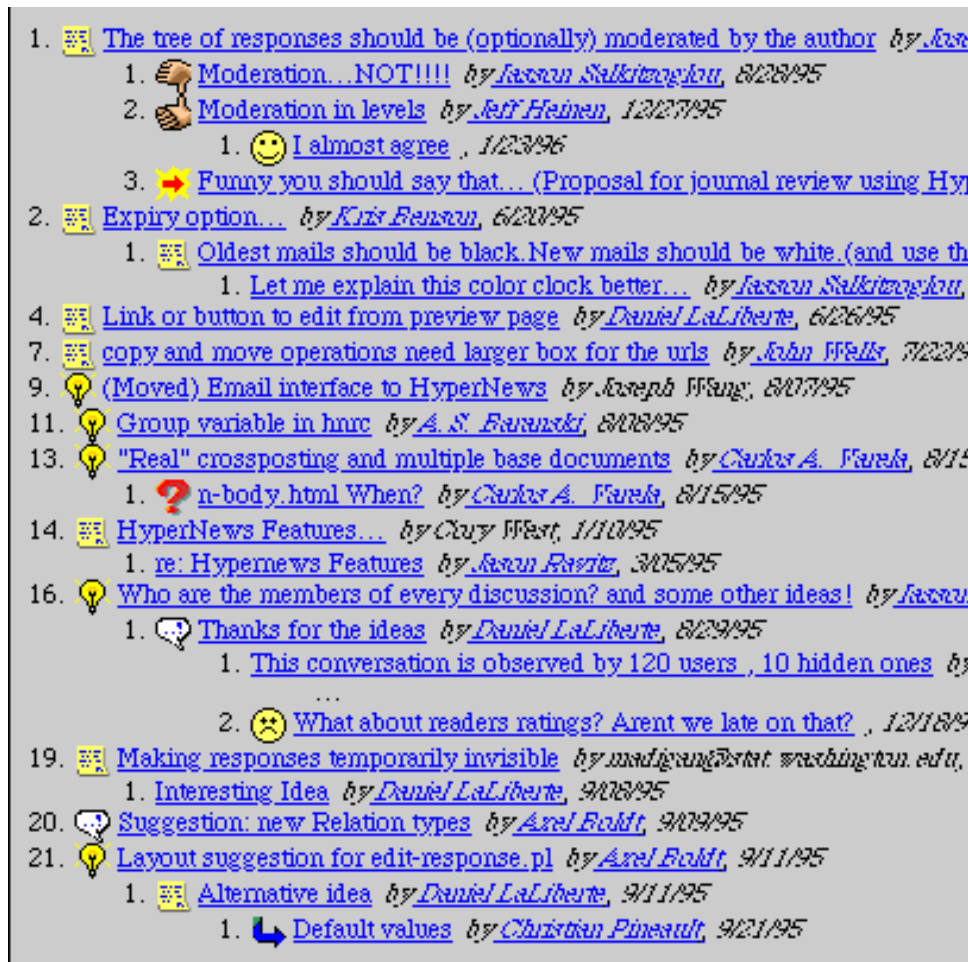 1. The tree of responses should be (optionally) moderated by the author by
1. Moderation...NOT!!!! by Jasson Salkitzoglou, 8/28/95
2. Moderation in levels by Jeff Heinen, 12/27/95
1. I almost agree , 1/23/96
3. Funny you should say that... (Proposal for journal review using Hyp
2. Expiry option... by Kris Benson, 6/20/95
1. Oldest mails should be black.New mails should be white.(and use th
1. Let me explain this color clock better... by Jasson Salkitzoglou,
4. Link or button to edit from preview page by Daniel LaLiberte, 6/26/95
7. copy and move operations need larger box for the urls by John Wells, 7/22/9
9. (Moved) Email interface to HyperNews by Joseph Wang, 8/07/95
11. Group variable in hnrc by A. S. Baranski, 8/08/95
13. "Real" crossposting and multiple base documents by Carlos A. Varela, 8/15
1. n-body.html When? by Carlos A. Varela, 8/15/95
14. HyperNews Features... by Cary West, 1/10/95
1. re: Hypernews Features by Jason Ravitz, 3/05/95
16. Who are the members of every discussion? and some other ideas! by
1. Thanks for the ideas by Daniel LaLiberte, 8/29/95
1. This conversation is observed by 120 users , 10 hidden ones by
...
2. What about readers ratings? Arent we late on that? , 12/18/9
19. Making responses temporarily invisible by madigan@stat.washington.edu,
1. Interesting Idea by Daniel LaLiberte, 9/08/95
20. Suggestion: new Relation types by Axel Boldt, 9/09/95
21. Layout suggestion for edit-response.pl by Axel Boldt, 9/11/95
1. Alternative idea by Daniel LaLiberte, 9/11/95
1. Default values by Christian Pineault, 9/21/95